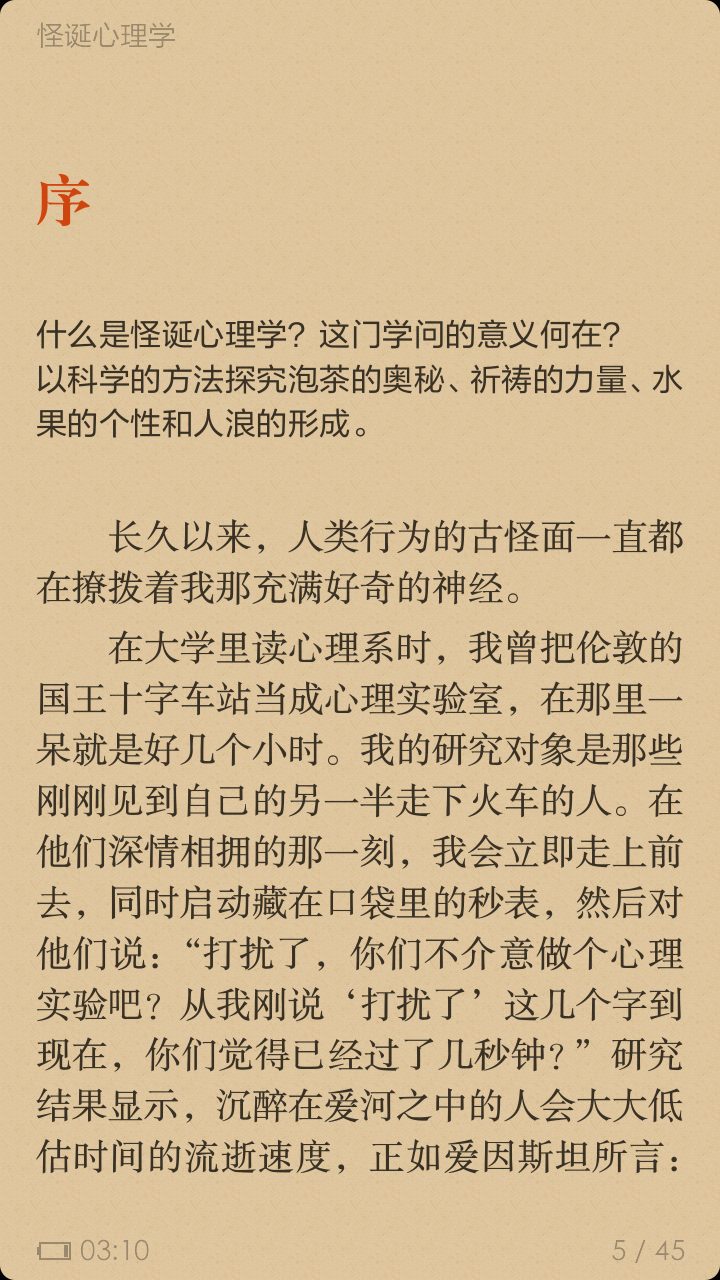 怪诞心理学
序
什么是怪诞心理学？这门学问的意义何在？
以科学的方法探究泡茶的奥秘、祈祷的力量、水
果的个性和人浪的形成。
长久以来，人类行为的古怪面一直都
在撩拨着我那充满好奇的神经。
在大学里读心理系时，我曾把伦敦的
国王十字车站当成心理实验室，在那里一
呆就是好几个小时。我的研究对象是那些
刚刚见到自己的另一半走下火车的人。在
他们深情相拥的那一刻，我会立即走上前
去，同时启动藏在口袋里的秒表，然后对
他们说：“打扰了，你们不介意做个心理
实验吧？从我刚说‘打扰了’这几个字到
现在，你们觉得已经过了几秒钟？”研究
结果显示，沉醉在爱河之中的人会大大低
估时间的流逝速度，正如爱因斯坦所言：
03:10
5 / 45